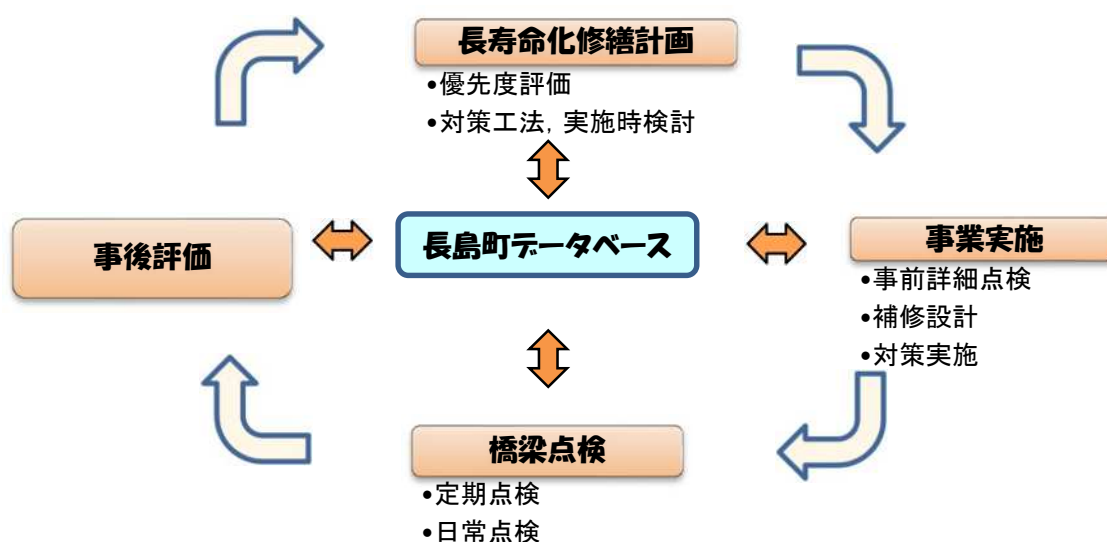 長寿命化修繕計画
•優先度評価
•対策工法，実施時検討
事後評価
長島町データベース
事業実施
•事前詳細点検
•補修設計
•対策実施
橋梁点検
•定期点検
•日常点検